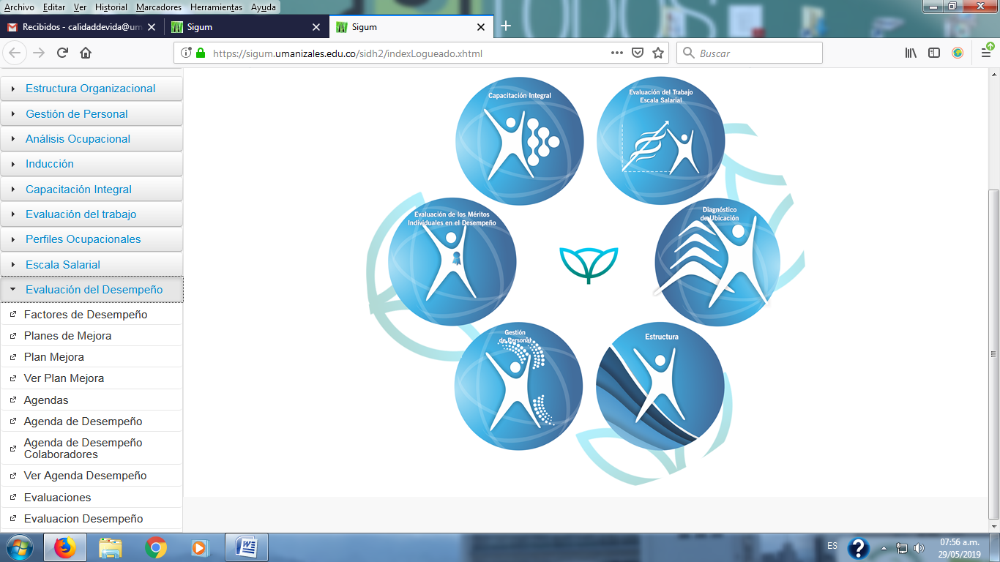 Archivo Editar Ver Historial Marcadores Herramientas Ayuda
Recibidos - calidaddevida@um
Sigum
Sigum
https://sigum.umanizales.edu.co/sidh2/indexLogueado.xhtml
Buscar
Estructura Organizacional
Gestión de Personal
Análisis Ocupacional
Inducción
Capacitación Integral
Evaluación del trabajo
Perfiles Ocupacionales
Escala Salarial
Evaluación del Desempeño
Factores de Desempeño
Planes de Mejora
Plan Mejora
Ver Plan Mejora
Agendas
Agenda de Desempeño
Agenda de Desempeño
Colaboradores
Ver Agenda Desempeño
Evaluaciones
Evaluacion Desempeño
Capacitación Integral
Evaluación del Trabajo
Escala Salarial
Evaluación de los Méritos
Individuales en el Desempeño
Diagnóstico
de Ubicación
Gestión
de Personal
Estructura
ES
07:56 a.m.
29/05/2019